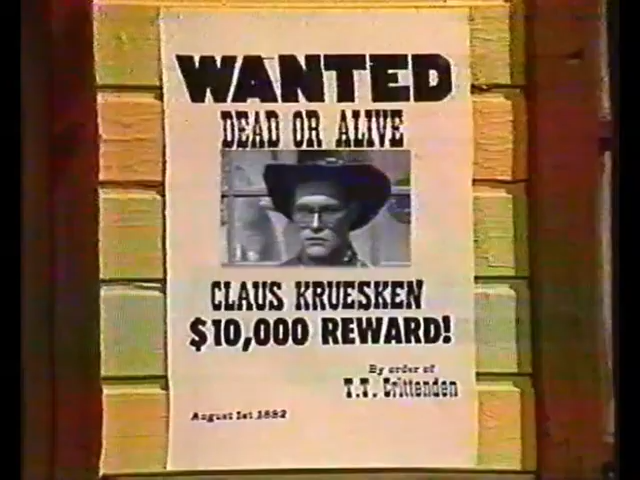 WANTED
DEAD OR ALIVE
CLAUS KRUESKEN
$10,000 REWARD!
By order of
T.T. Crittenden
August 1st 1882